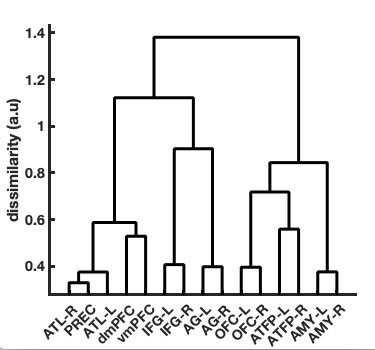 1.4
1.2
1
0.8
0.6
0.4
dissimilarity (a.u)
ATL-R
PREC
ATL-L
dmPFC
vmPFC
IFG-L
IFG-R
AG-L
AG-R
OFC-L
OFC-R
ATFP-L
ATFP-R
AMY-L
AMY-R